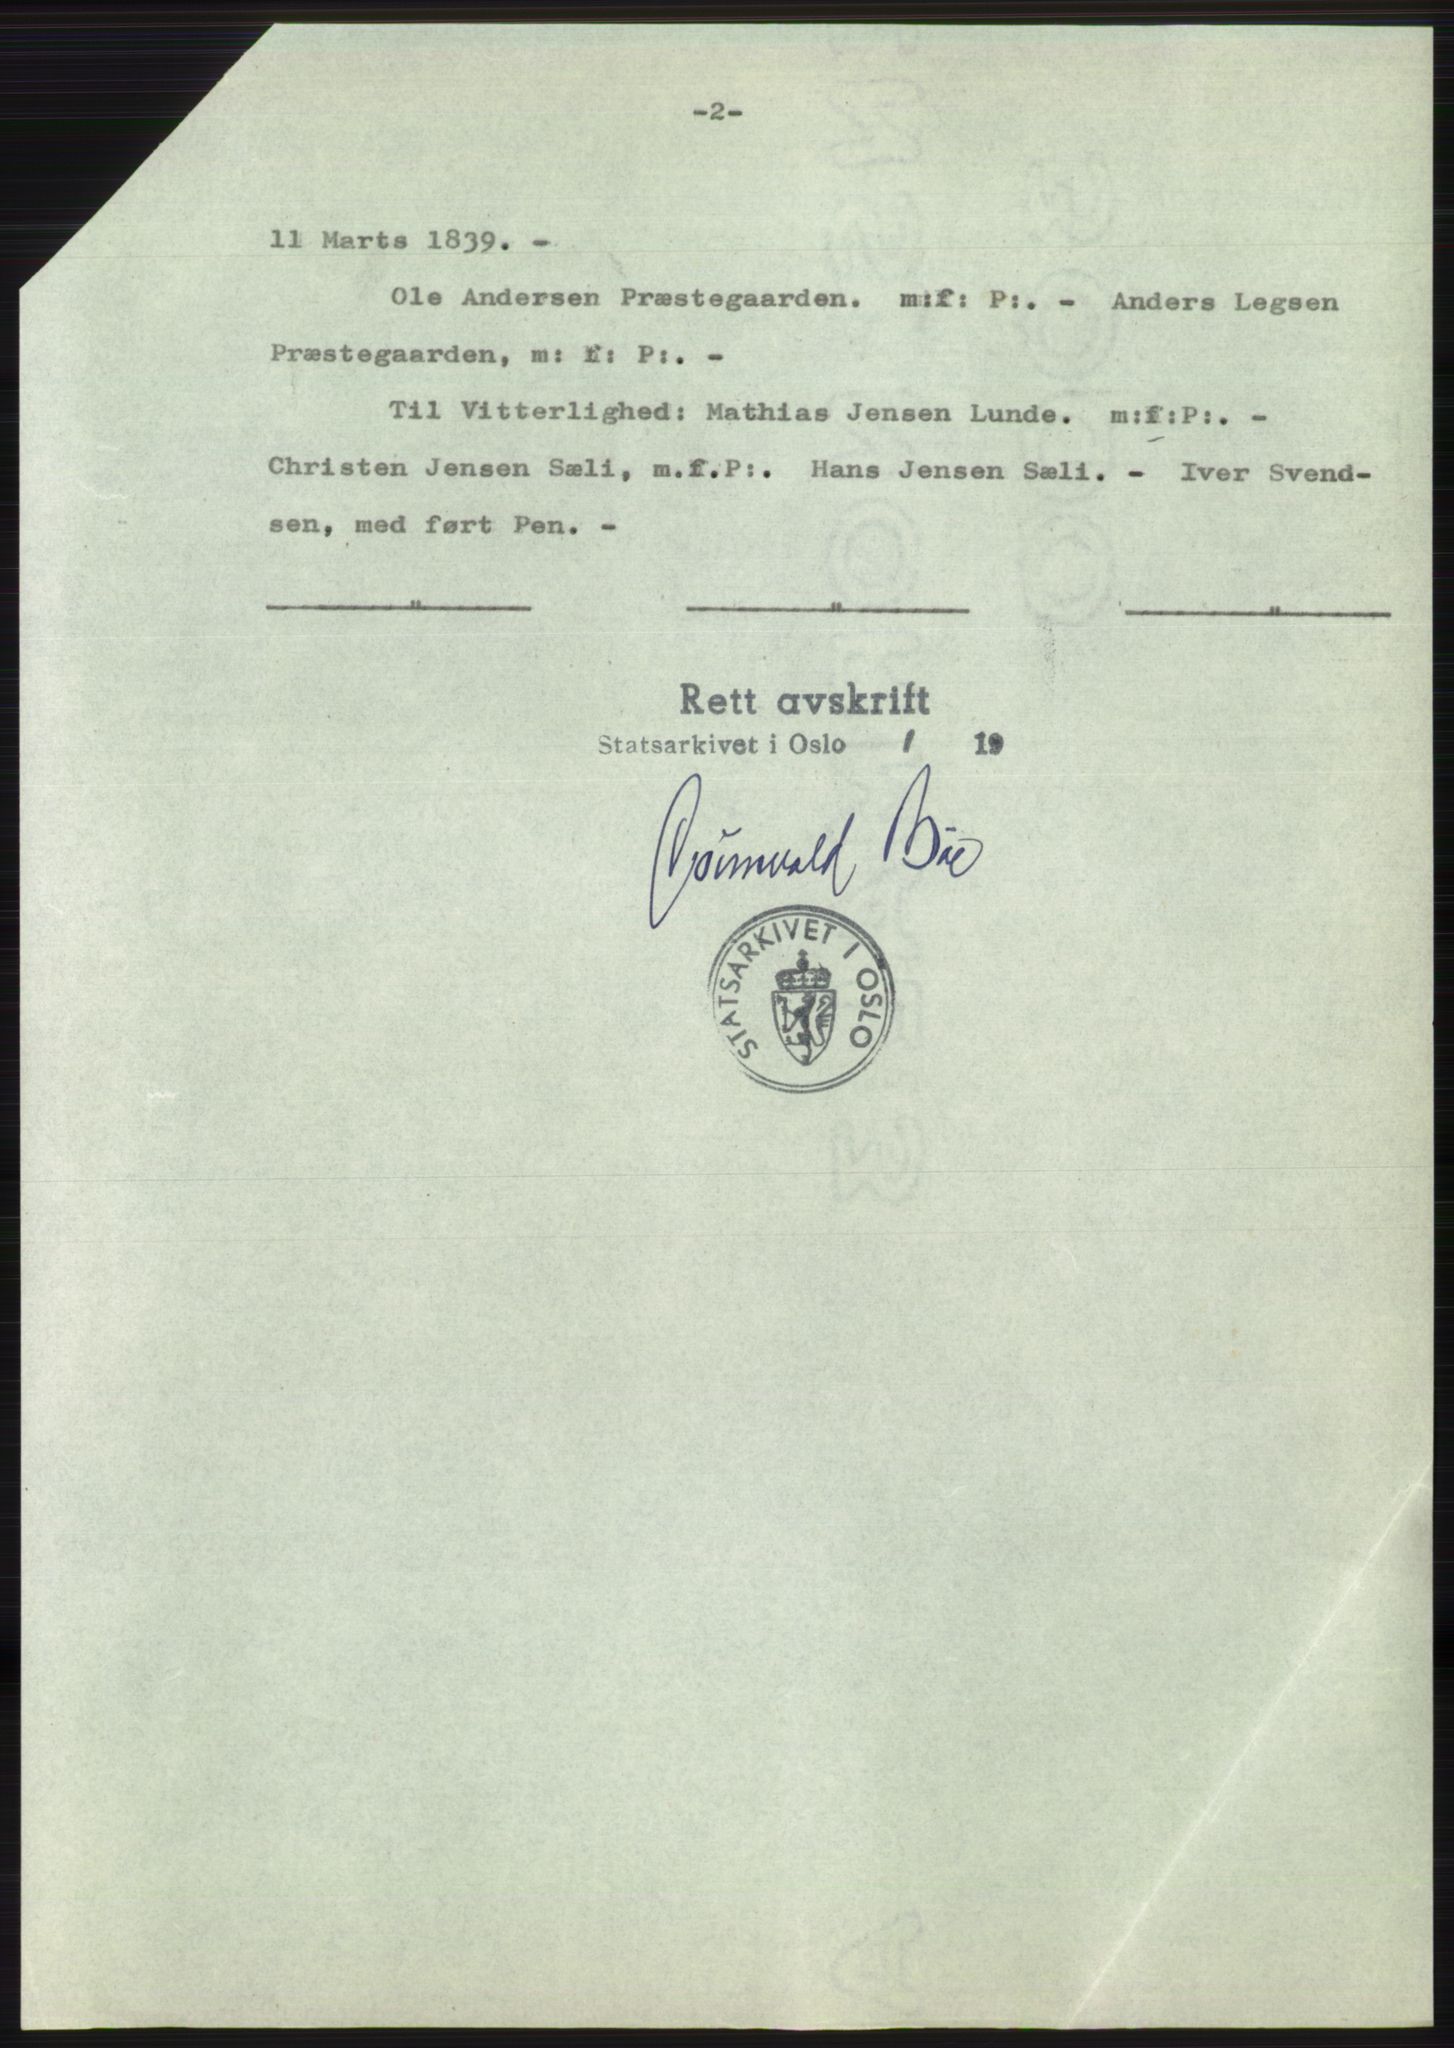 -2-
11 Marts 1839. -
Ole Andersen Præstegaarden. m:f: P:. - Anders Legsen
Præstegaarden, m: f: P:. -
Til Vitterlighed: Mathias Jensen Lunde. m:f:P:. -
Christen Jensen Sæli, m.f.P:. Hans Jensen Sæli. - Iver Svend-
sen, med ført Pen. -
Rett avskrift
Statsarkivet i Oslo / 19
Bøe
STATSARKIVET I OSLO